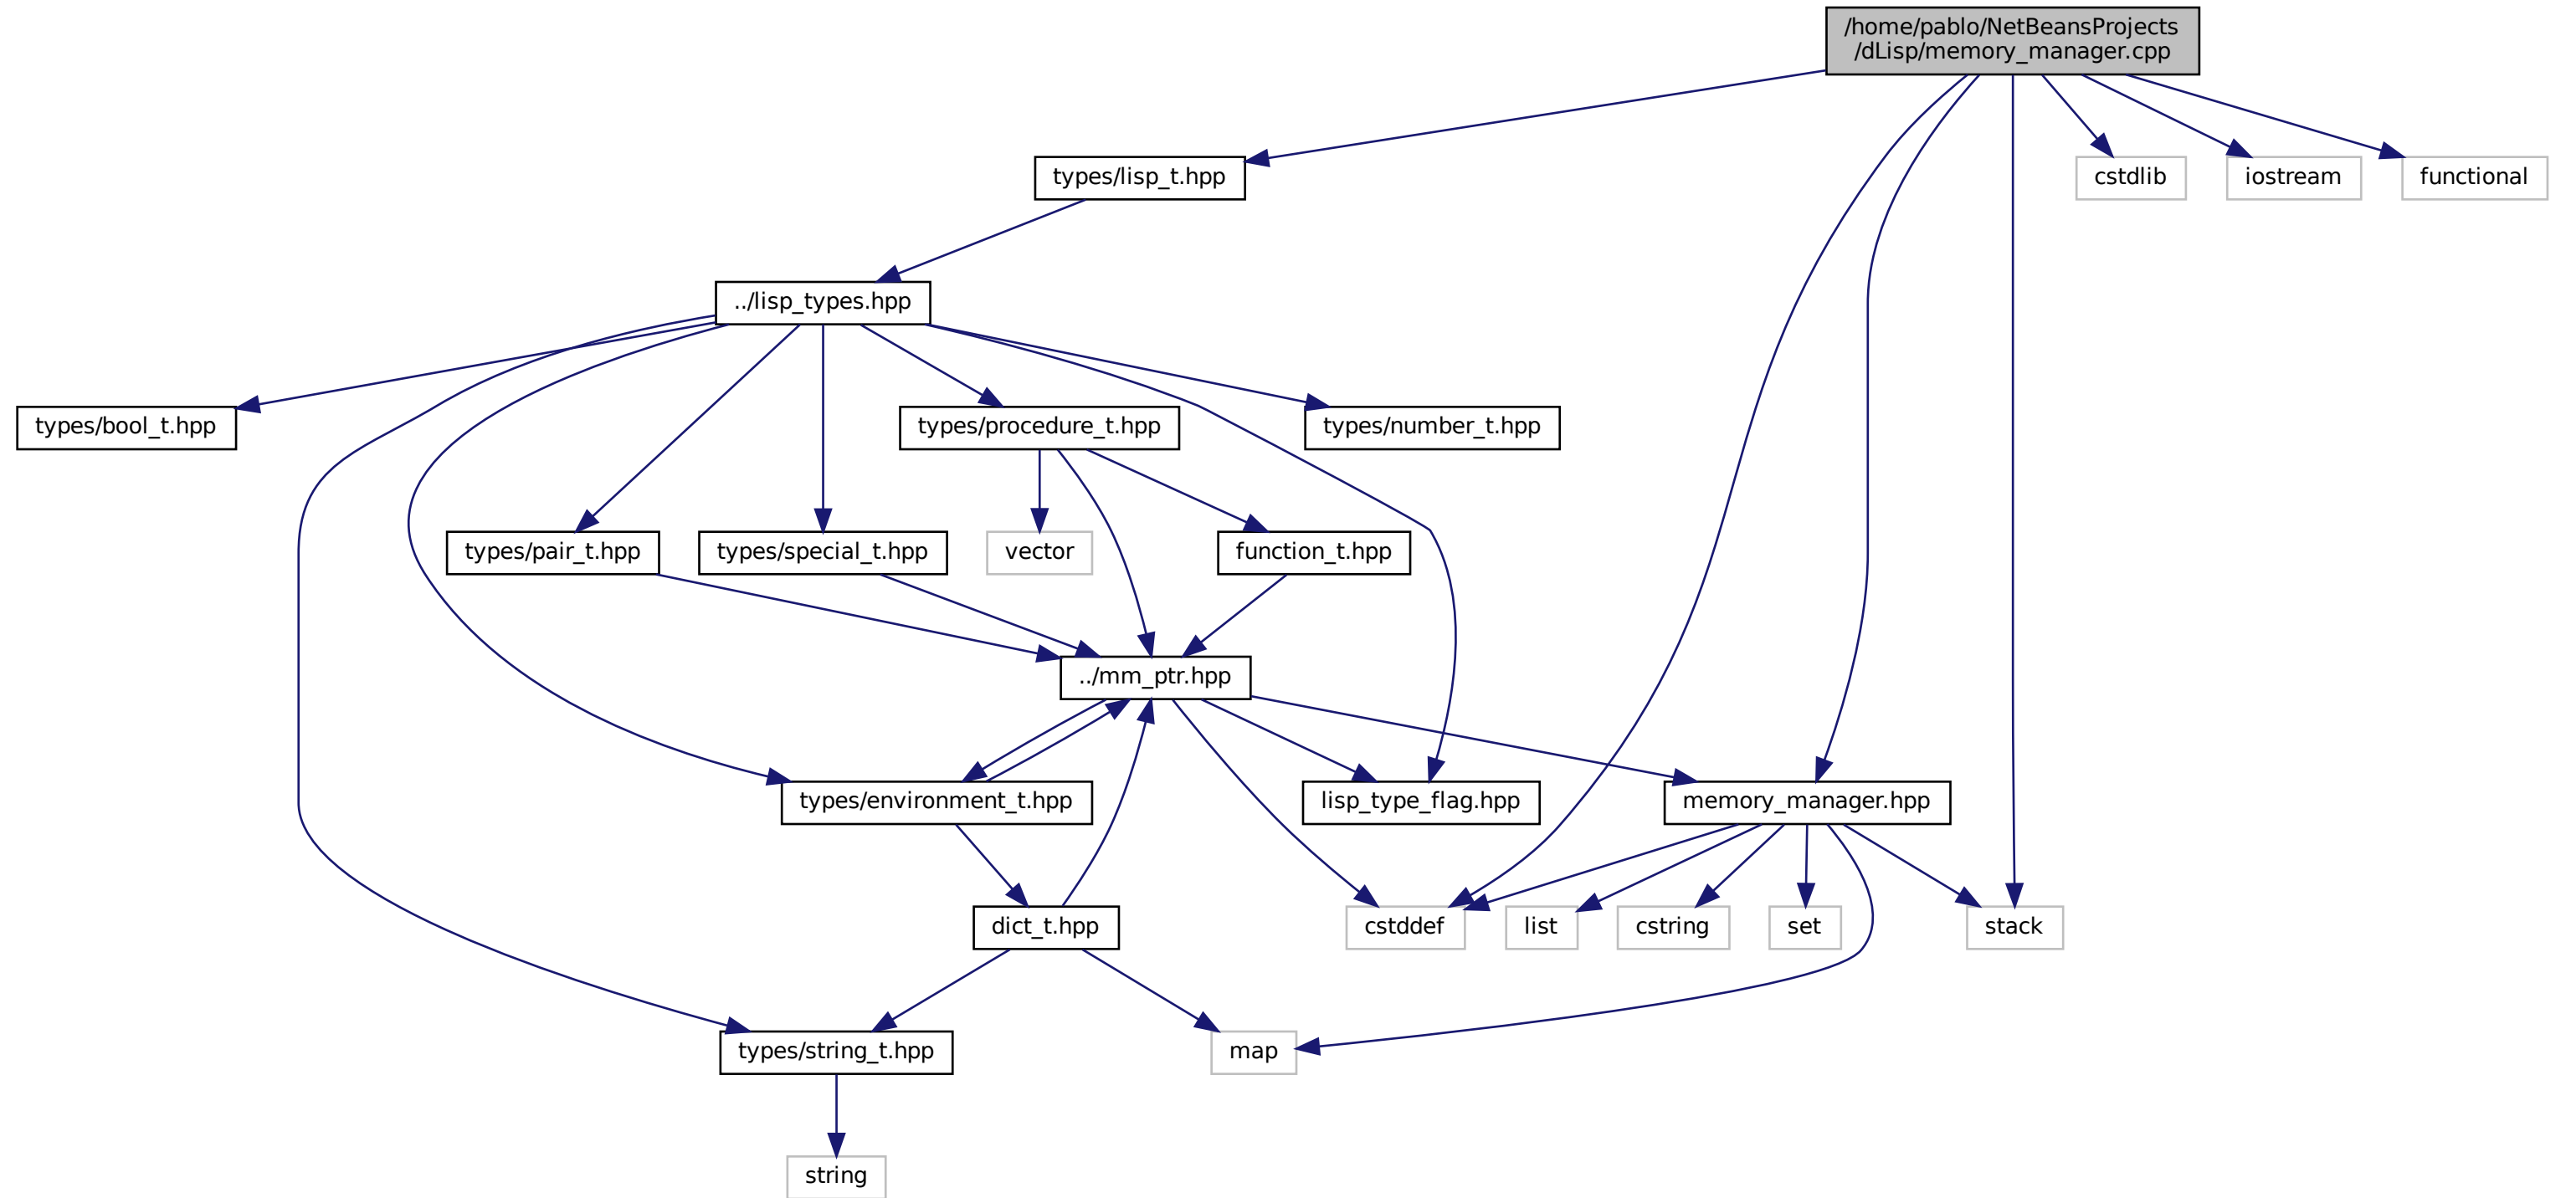 /home/pablo/NetBeansProjects
/dLisp/memory_manager.cpp
types/lisp_t.hpp
cstdlib
iostream
functional
../lisp_types.hpp
types/bool_t.hpp
types/procedure_t.hpp
types/number_t.hpp
types/pair_t.hpp
types/special_t.hpp
vector
function_t.hpp
../mm_ptr.hpp
types/environment_t.hpp
lisp_type_flag.hpp
memory_manager.hpp
dict_t.hpp
cstddef
list
cstring
set
stack
types/string_t.hpp
map
string